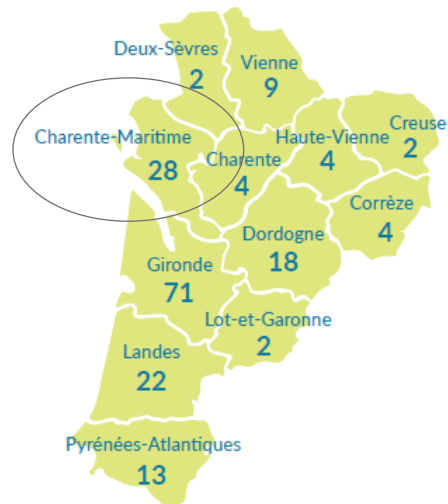 Deux-Sèvres
2
Vienne
9
Charente-Maritime
28
Charente
4
Haute-Vienne
4
Creuse
2
Corrèze
4
Dordogne
18
Gironde
71
Lot-et-Garonne
2
Landes
22
Pyrénées-Atlantiques
13